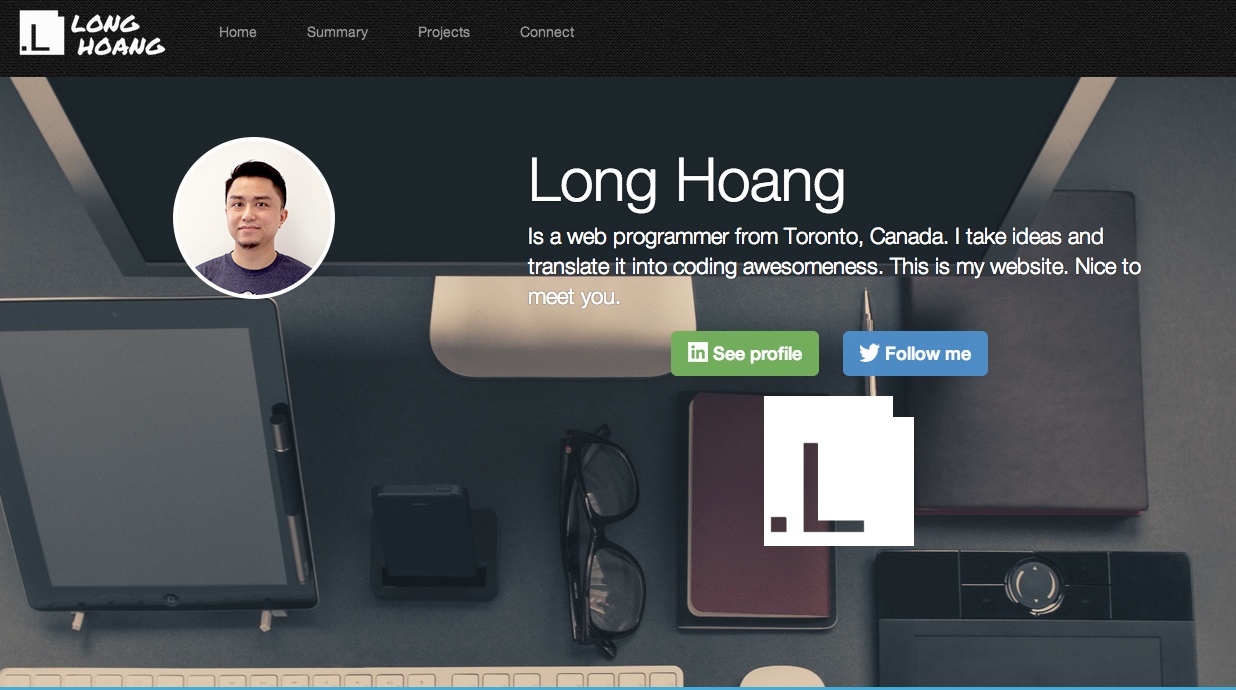 .L LONG
HOANG
Home Summary Projects Connect
Long Hoang
Is a web programmer from Toronto, Canada. I take ideas and
translate it into coding awesomeness. This is my website. Nice to
meet you.
in See profile Follow me
.L